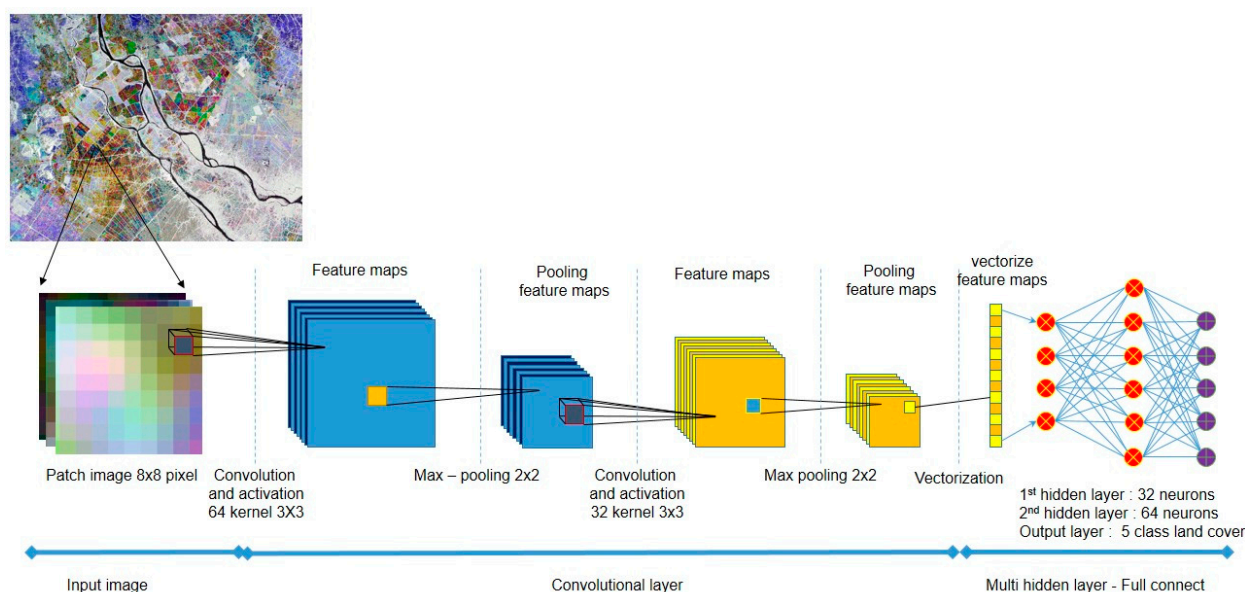 Feature maps
Pooling
feature maps
Feature maps
Pooling
feature maps
vectorize
feature maps
Patch image 8x8 pixel
Convolution
and activation
64 kernel 3X3
Max – pooling 2x2
Convolution
and activation
32 kernel 3x3
Max pooling 2x2
Vectorization
1st hidden layer : 32 neurons
2nd hidden layer : 64 neurons
Output layer : 5 class land cover
Input image
Convolutional layer
Multi hidden layer - Full connect